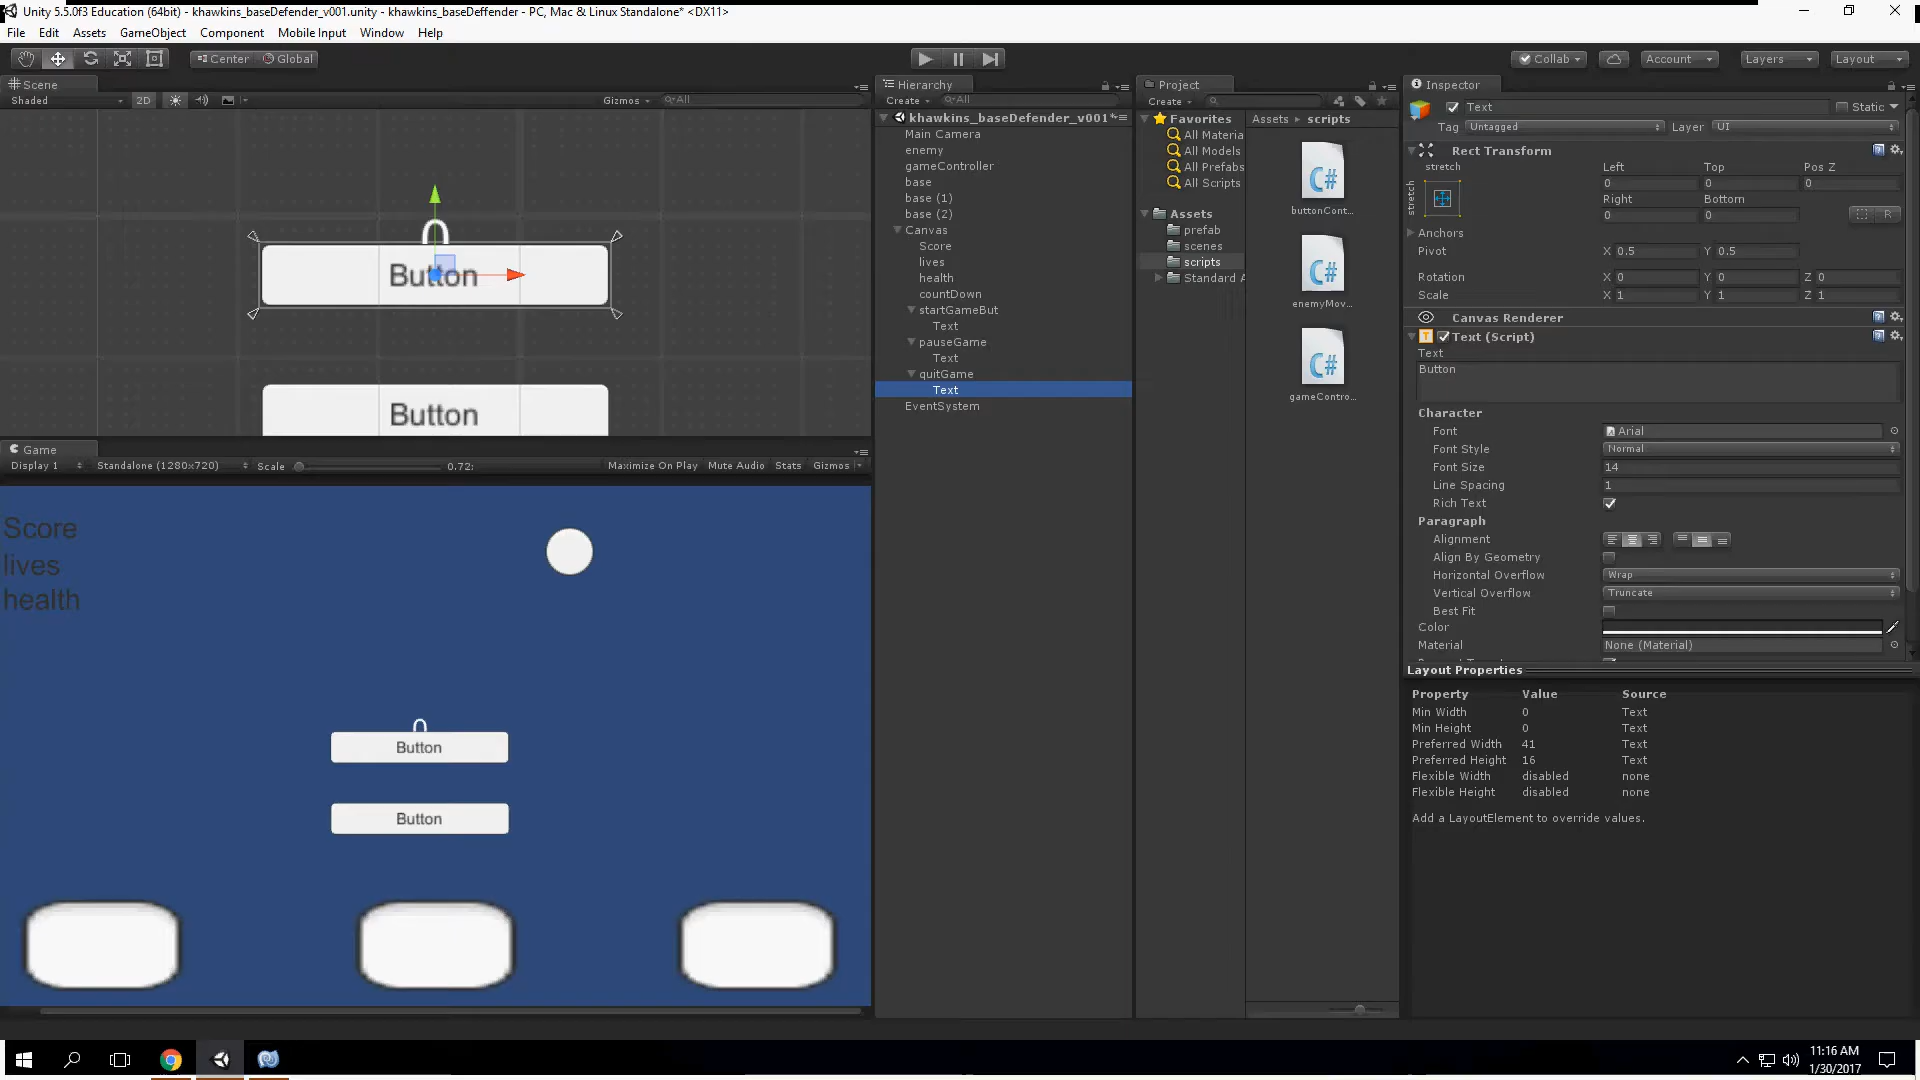 Unity 5.5.0f3 Education (64bit) - khawkins_baseDefender_v001.unity - khawkins_baseDeffender - PC, Mac & Linux Standalone* <DX11>
File Edit Assets GameObject Component Mobile Input Window Help
Center Global Collab Account Layers Layout
Scene
Shaded 2D Gizmos All
Button
Button
Game
Display 1 Standalone (1280x720) Scale 0.72: Maximize On Play Mute Audio Stats Gizmos
Score
lives
health
Button
Button
Hierarchy
Create All
khawkins_baseDefender_v001*
Main Camera
enemy
gameController
base
base (1)
base (2)
Canvas
Score
lives
health
countDown
startGameBut
Text
pauseGame
Text
quitGame
Text
EventSystem
Project
Create
Favorites
All Materia
All Models
All Prefabs
All Scripts
Assets
prefab
scenes
scripts
Standard A
Assets scripts
C#
buttonCont...
C#
enemyMov...
C#
gameContro...
Inspector
Text Static
Tag Untagged Layer UI
Rect Transform
stretch
stretch
Left Top Pos Z
0 0 0
Right Bottom
0 0 R
Anchors
Pivot X 0.5 Y 0.5
Rotation X 0 Y 0 Z 0
Scale X 1 Y 1 Z 1
Canvas Renderer
T Text (Script)
Text
Button
Character
Font Arial
Font Style Normal
Font Size 14
Line Spacing 1
Rich Text
Paragraph
Alignment
Align By Geometry
Horizontal Overflow Wrap
Vertical Overflow Truncate
Best Fit
Color
Material None (Material)
Layout Properties
Property Value Source
Min Width 0 Text
Min Height 0 Text
Preferred Width 41 Text
Preferred Height 16 Text
Flexible Width disabled none
Flexible Height disabled none
Add a LayoutElement to override values.
11:16 AM
1/30/2017